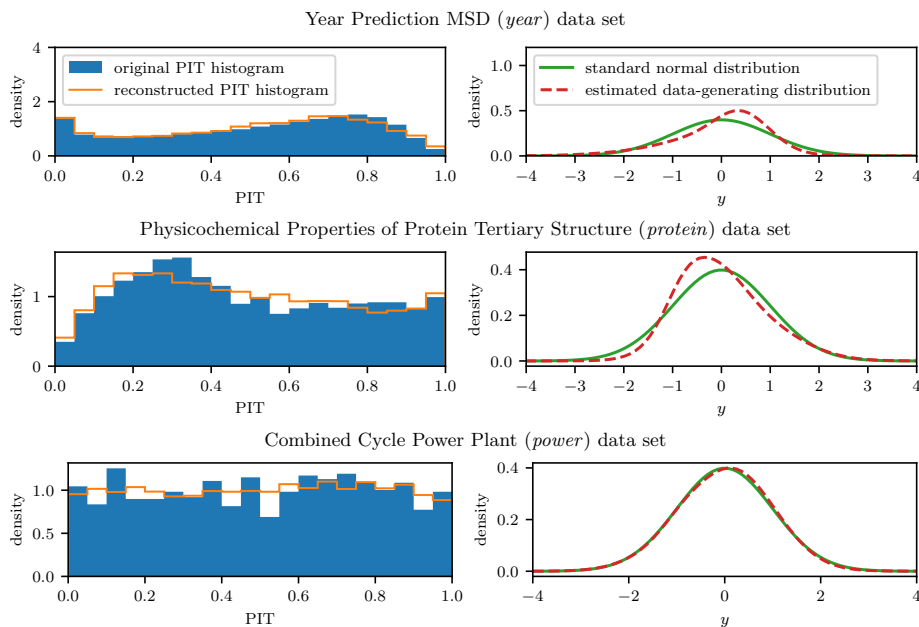 Year Prediction MSD (year) data set
4
2
0
density
original PIT histogram
reconstructed PIT histogram
0.0 0.2 0.4 0.6 0.8 1.0
PIT
1.0
0.5
0.0
density
standard normal distribution
estimated data-generating distribution
−4 −3 −2 −1 0 1 2 3 4
y
Physicochemical Properties of Protein Tertiary Structure (protein) data set
1
0
density
0.0 0.2 0.4 0.6 0.8 1.0
PIT
0.4
0.2
0.0
density
−4 −3 −2 −1 0 1 2 3 4
y
Combined Cycle Power Plant (power) data set
1.0
0.5
0.0
density
0.0 0.2 0.4 0.6 0.8 1.0
PIT
0.4
0.2
0.0
density
−4 −2 0 2 4
y